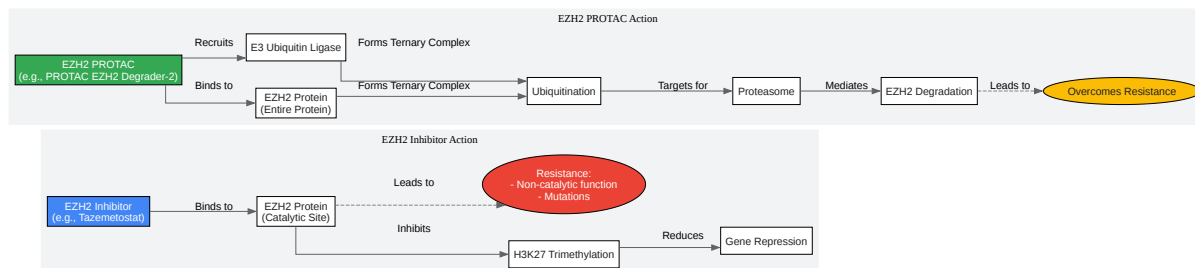 EZH2 PROTAC Action
EZH2 PROTAC
(e.g., PROTAC EZH2 Degrader-2)
Recruits
E3 Ubiquitin Ligase
Forms Ternary Complex
Binds to
EZH2 Protein
(Entire Protein)
Forms Ternary Complex
Ubiquitination
Targets for
Proteasome
Mediates
EZH2 Degradation
Leads to
Overcomes Resistance
EZH2 Inhibitor Action
EZH2 Inhibitor
(e.g., Tazemetostat)
Binds to
EZH2 Protein
(Catalytic Site)
Leads to
Resistance:
- Non-catalytic function
- Mutations
Inhibits
H3K27 Trimethylation
Reduces
Gene Repression